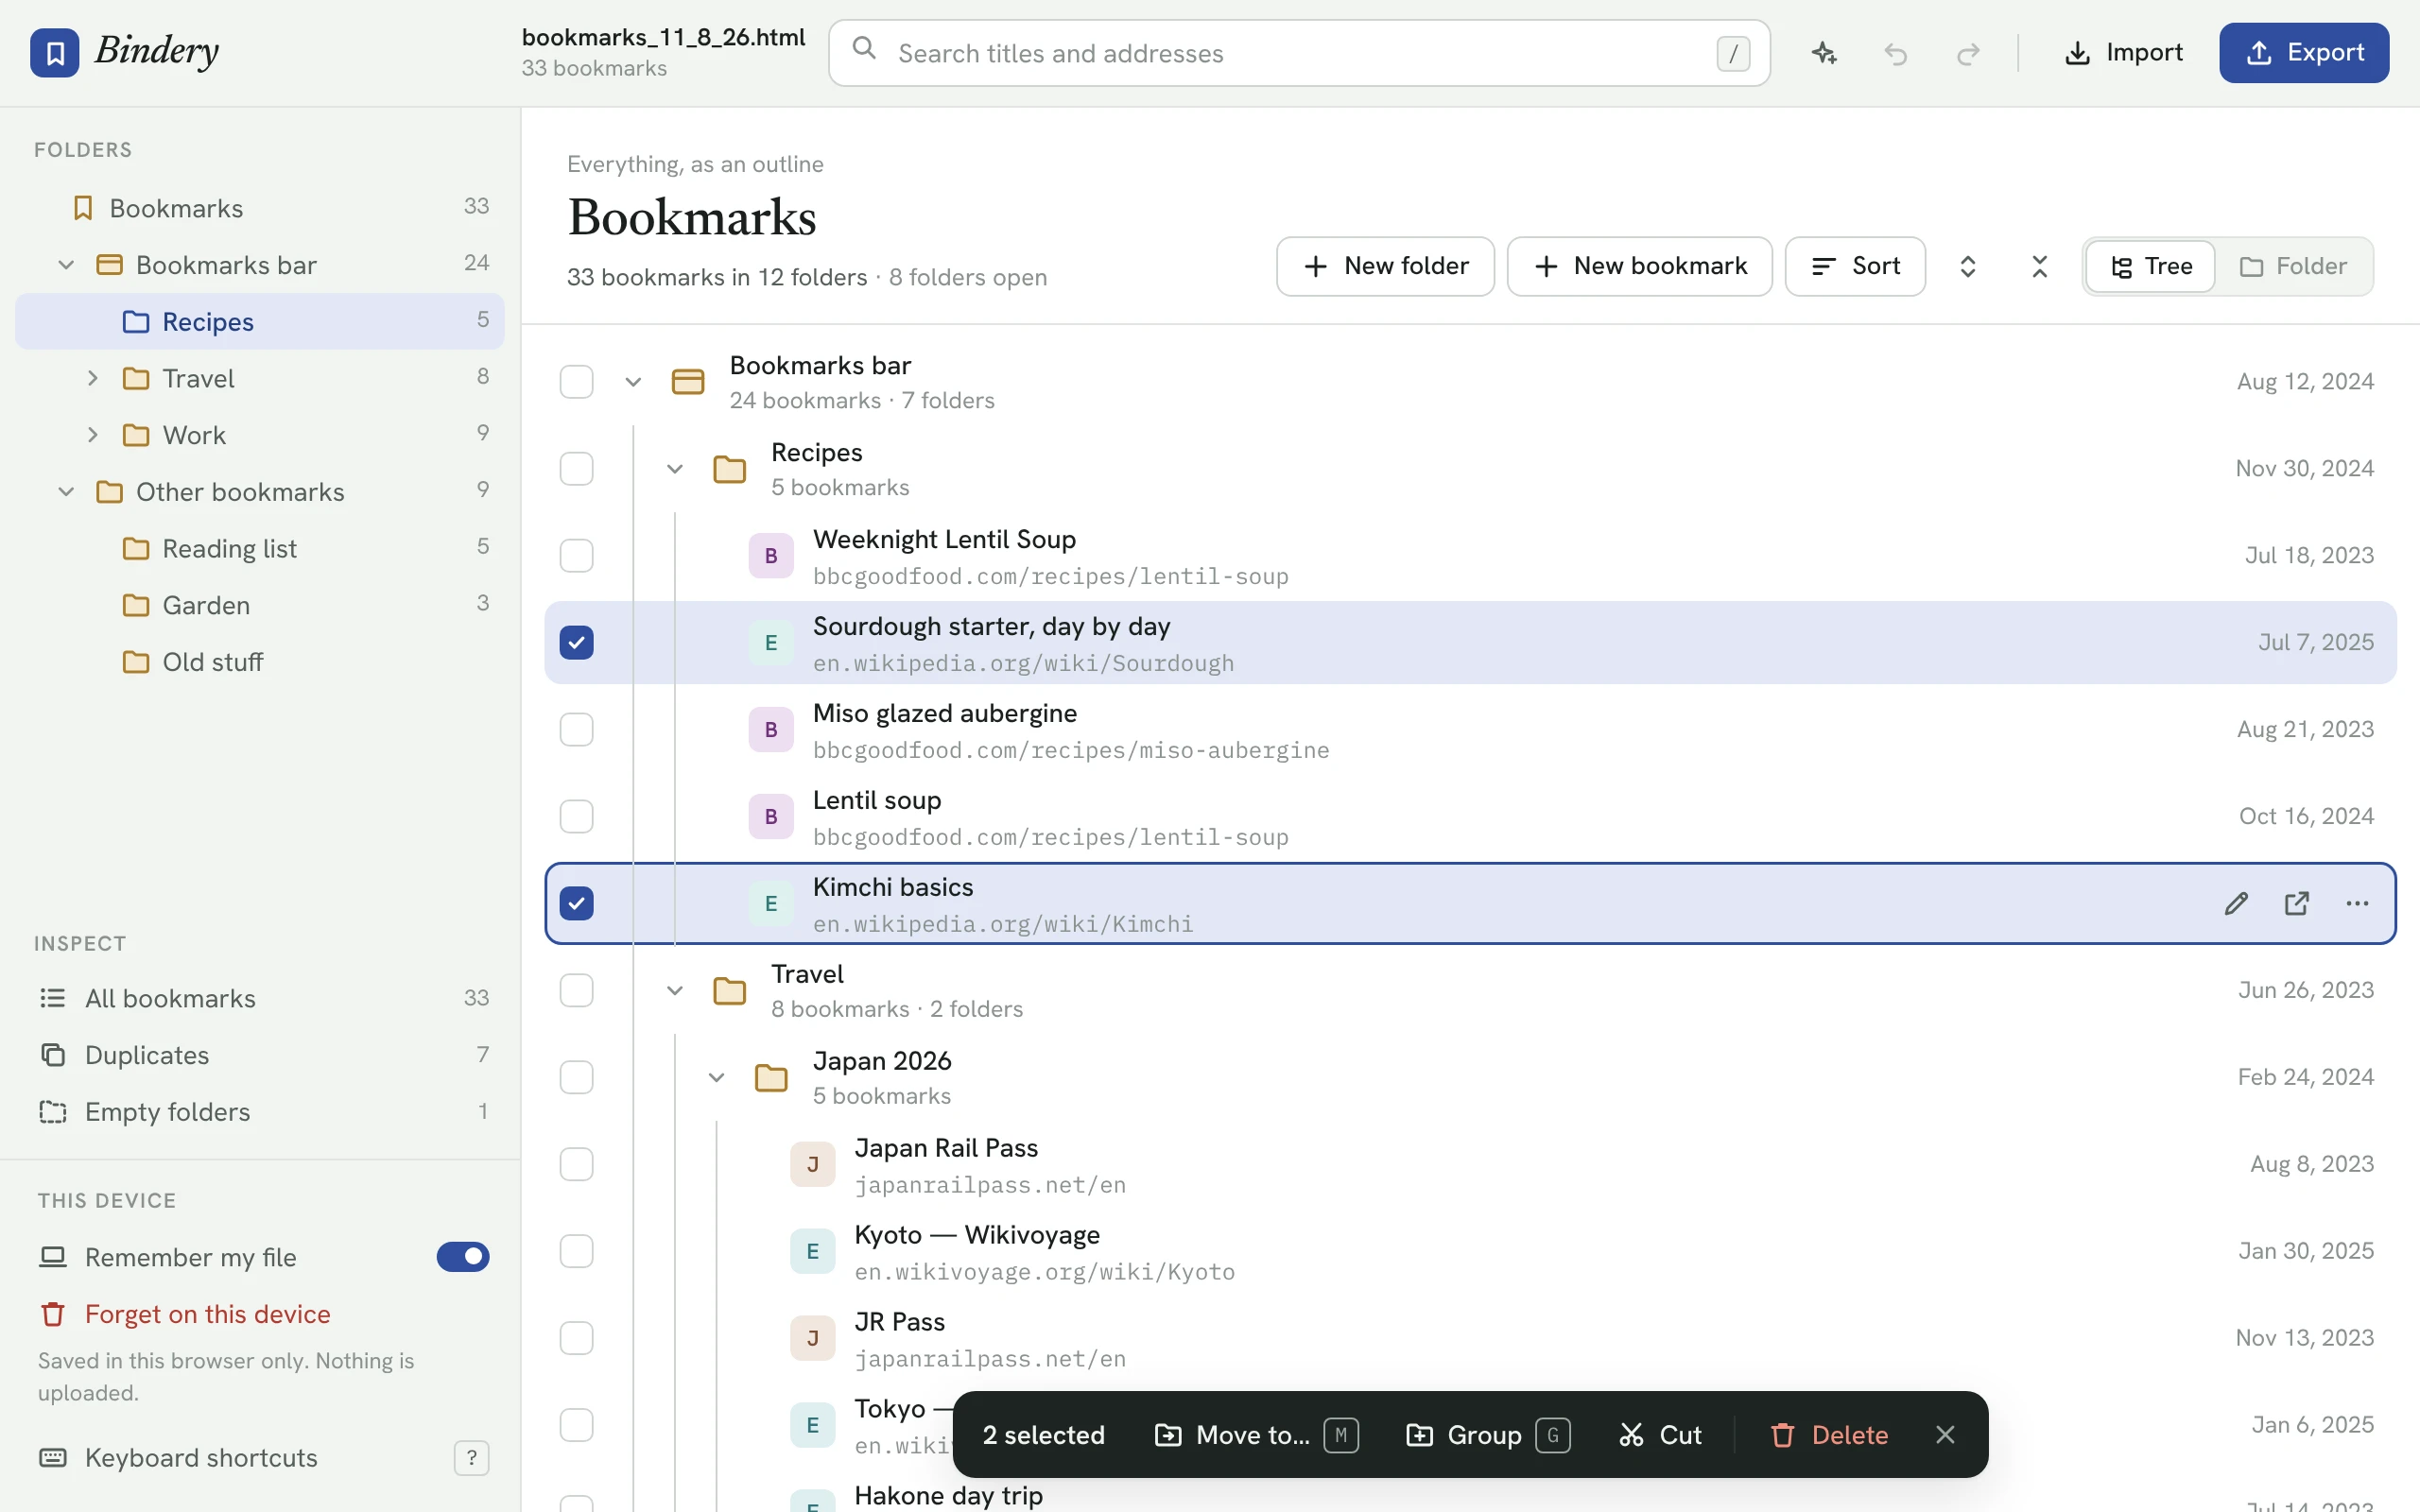 Bindery
bookmarks_11_8_26.html
33 bookmarks
Search titles and addresses
/
Import
Export
FOLDERS
Bookmarks 33
Bookmarks bar 24
Recipes 5
Travel 8
Work 9
Other bookmarks 9
Reading list 5
Garden 3
Old stuff
INSPECT
All bookmarks 33
Duplicates 7
Empty folders 1
THIS DEVICE
Remember my file
Forget on this device
Saved in this browser only. Nothing is
uploaded.
Keyboard shortcuts ?
Everything, as an outline
Bookmarks
33 bookmarks in 12 folders · 8 folders open
New folder
New bookmark
Sort
Tree
Folder
Bookmarks bar
24 bookmarks · 7 folders
Aug 12, 2024
Recipes
5 bookmarks
Nov 30, 2024
B
Weeknight Lentil Soup
bbcgoodfood.com/recipes/lentil-soup
Jul 18, 2023
E
Sourdough starter, day by day
en.wikipedia.org/wiki/Sourdough
Jul 7, 2025
B
Miso glazed aubergine
bbcgoodfood.com/recipes/miso-aubergine
Aug 21, 2023
B
Lentil soup
bbcgoodfood.com/recipes/lentil-soup
Oct 16, 2024
E
Kimchi basics
en.wikipedia.org/wiki/Kimchi
Travel
8 bookmarks · 2 folders
Jun 26, 2023
Japan 2026
5 bookmarks
Feb 24, 2024
J
Japan Rail Pass
japanrailpass.net/en
Aug 8, 2023
E
Kyoto — Wikivoyage
en.wikivoyage.org/wiki/Kyoto
Jan 30, 2025
J
JR Pass
japanrailpass.net/en
Nov 13, 2023
E
Tokyo —
en.wiki
Jan 6, 2025
2 selected
Move to... M
Group G
Cut
Delete
Hakone day trip
Jul 14, 2023